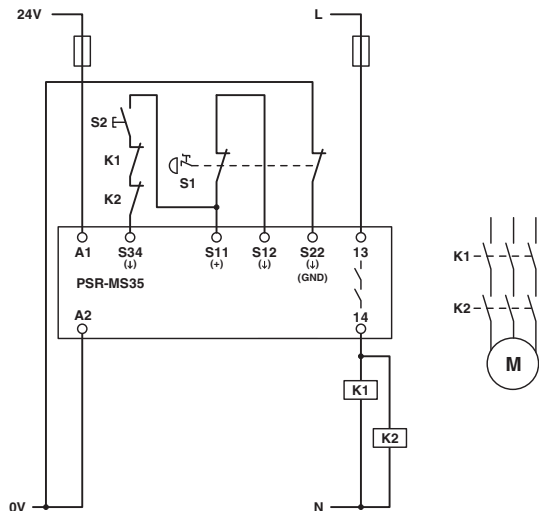 24V
L
S2
K1
S1
K2
A1
S34
(↓)
S11
(+)
S12
(↓)
S22
(↓)
(GND)
13
PSR-MS35
A2
14
K1
K2
0V
N
K1
K2
M